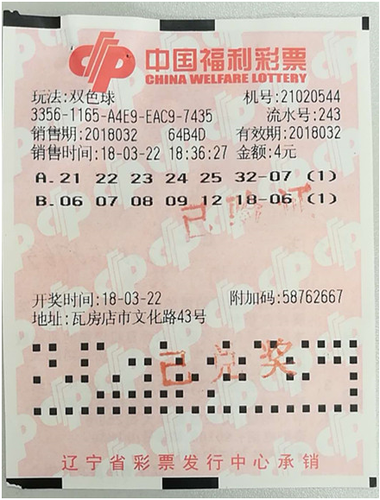 中国福利彩票
CHINA WELFARE LOTTERY
玩法:双色球 机号:21020544
3356-1165-A4E9-EAC9-7435 流水号:243
销售期:2018032 64B4D 有效期:2018032
销售时间:18-03-22 18:36:27 金额:4元
A.21 22 23 24 25 32-07 (1)
B.06 07 08 09 12 18-06 (1)
已验证
开奖时间:18-03-22 附加码:58762667
地址:瓦房店市文化路43号
已兑奖
辽宁省彩票发行中心承销